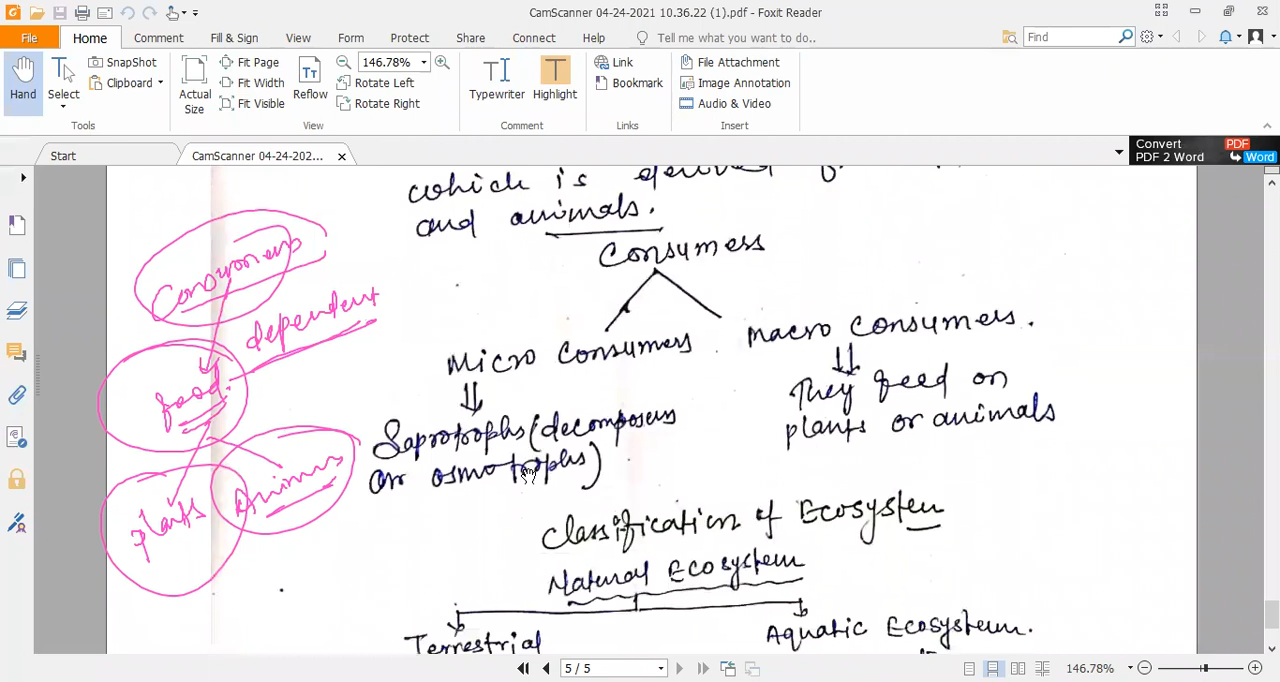 CamScanner 04-24-2021 10.36.22 (1).pdf - Foxit Reader
File Home Comment Fill & Sign View Form Protect Share Connect Help Tell me what you want to do.. Find
Hand
Select
SnapShot
Clipboard
Actual Size
Fit Page
Fit Width
Fit Visible
Reflow
146.78%
Rotate Left
Rotate Right
Typewriter
Highlight
Link
Bookmark
File Attachment
Image Annotation
Audio & Video
Tools View Comment Links Insert
Start CamScanner 04-24-202...
Convert PDF
PDF 2 Word Word
which is derived
and animals.
Consumers
Micro Consumers
Macro Consumers.
They feed on
plants or animals
Saprotrophs (decomposers
or osmotrophs)
Consumers
dependent
food.
plants
Classification of Ecosystem
Natural Ecosystem
Terrestrial
Aquatic Ecosystem.
5 / 5
146.78%